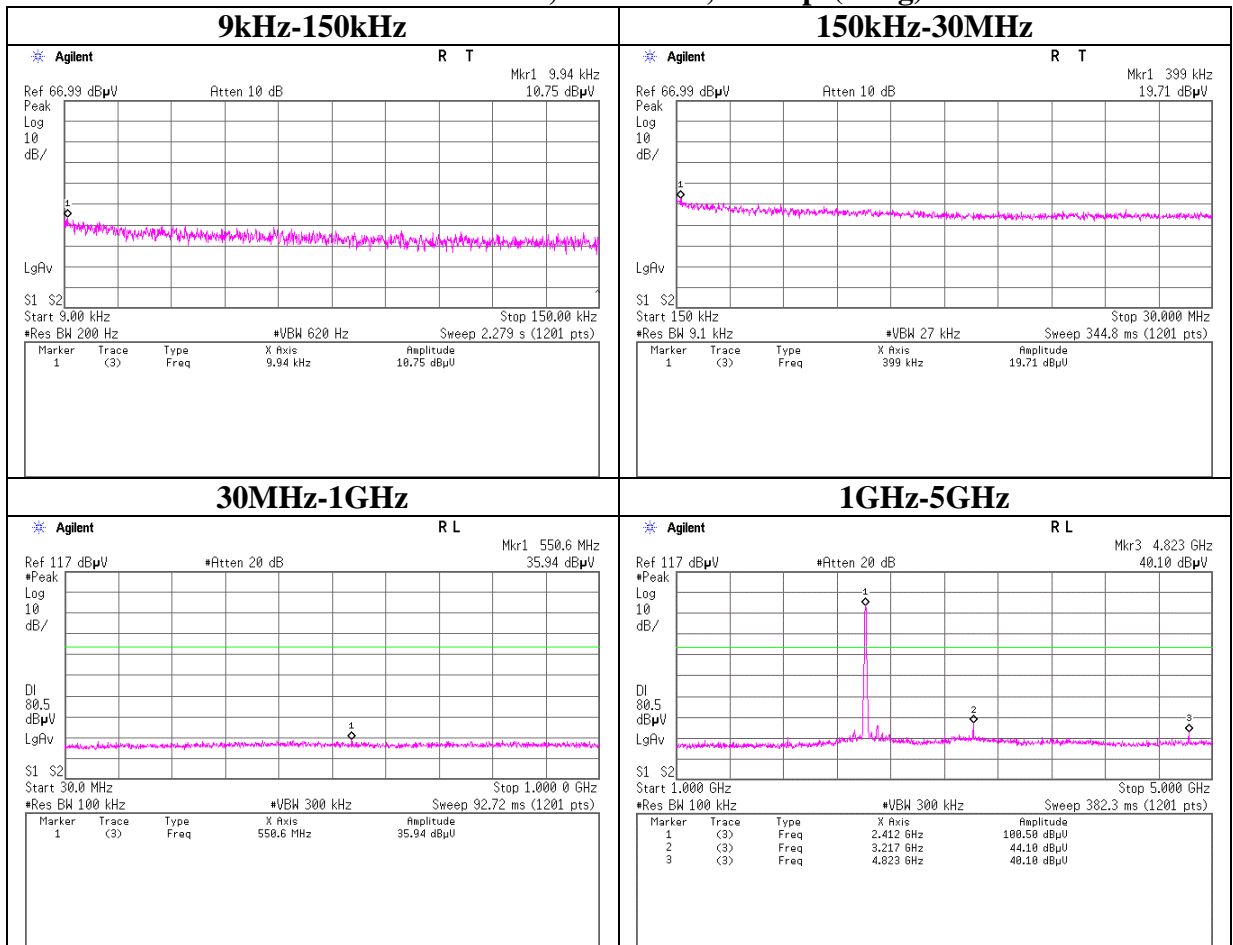 9kHz-150kHz
Agilent R T
Mkr1 9.94 kHz
Ref 66.99 dBµV Atten 10 dB 10.75 dBµV
Peak
Log
10
dB/
1
LgAv
S1 S2
Start 9.00 kHz Stop 150.00 kHz
#Res BW 200 Hz #VBW 620 Hz Sweep 2.279 s (1201 pts)
Marker Trace Type X Axis Amplitude
1 (3) Freq 9.94 kHz 10.75 dBµV
150kHz-30MHz
Agilent R T
Mkr1 399 kHz
Ref 66.99 dBµV Atten 10 dB 19.71 dBµV
Peak
Log
10
dB/
1
LgAv
S1 S2
Start 150 kHz Stop 30.000 MHz
#Res BW 9.1 kHz #VBW 27 kHz Sweep 344.8 ms (1201 pts)
Marker Trace Type X Axis Amplitude
1 (3) Freq 399 kHz 19.71 dBµV
30MHz-1GHz
Agilent R L
Mkr1 550.6 MHz
Ref 117 dBµV #Atten 20 dB 35.94 dBµV
#Peak
Log
10
dB/
DI
80.5
dBµV
1
LgAv
S1 S2
Start 30.0 MHz Stop 1.000 0 GHz
#Res BW 100 kHz #VBW 300 kHz Sweep 92.72 ms (1201 pts)
Marker Trace Type X Axis Amplitude
1 (3) Freq 550.6 MHz 35.94 dBµV
1GHz-5GHz
Agilent R L
Mkr3 4.823 GHz
Ref 117 dBµV #Atten 20 dB 40.10 dBµV
#Peak
Log
10
dB/
1
DI
80.5
dBµV
2
3
LgAv
S1 S2
Start 1.000 GHz Stop 5.000 GHz
#Res BW 100 kHz #VBW 300 kHz Sweep 382.3 ms (1201 pts)
Marker Trace Type X Axis Amplitude
1 (3) Freq 2.412 GHz 100.50 dBµV
2 (3) Freq 3.217 GHz 44.10 dBµV
3 (3) Freq 4.823 GHz 40.10 dBµV